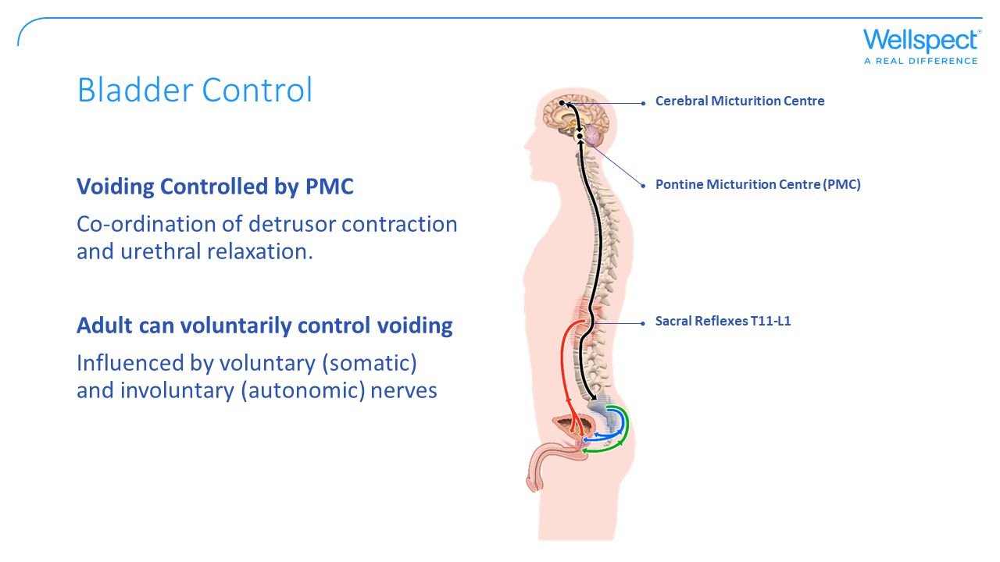 Wellspect®
A REAL DIFFERENCE
Bladder Control
Cerebral Micturition Centre
Voiding Controlled by PMC
Pontine Micturition Centre (PMC)
Co-ordination of detrusor contraction
and urethral relaxation.
Adult can voluntarily control voiding
Sacral Reflexes T11-L1
Influenced by voluntary (somatic)
and involuntary (autonomic) nerves